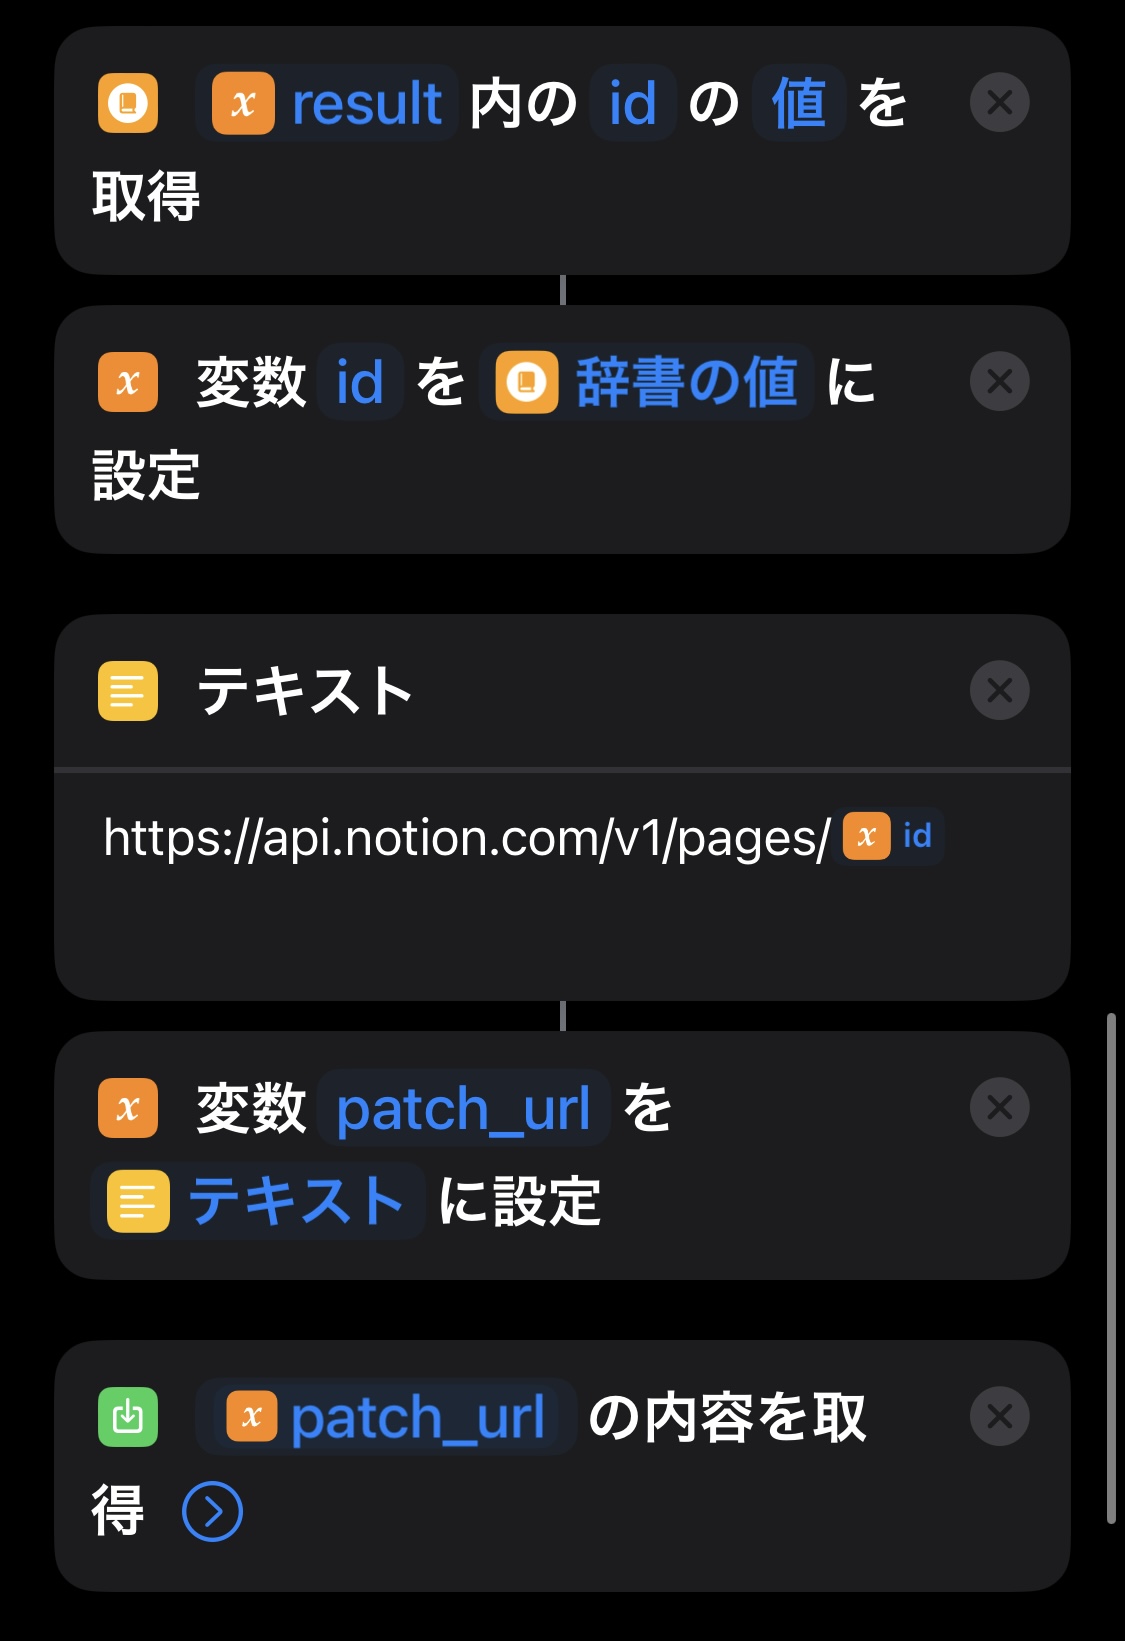 result 内の id の 値 を
取得
変数 id を 辞書の値 に
設定
テキスト
https://api.notion.com/v1/pages/ id
変数 patch_url を
テキスト に設定
patch_url の内容を取
得